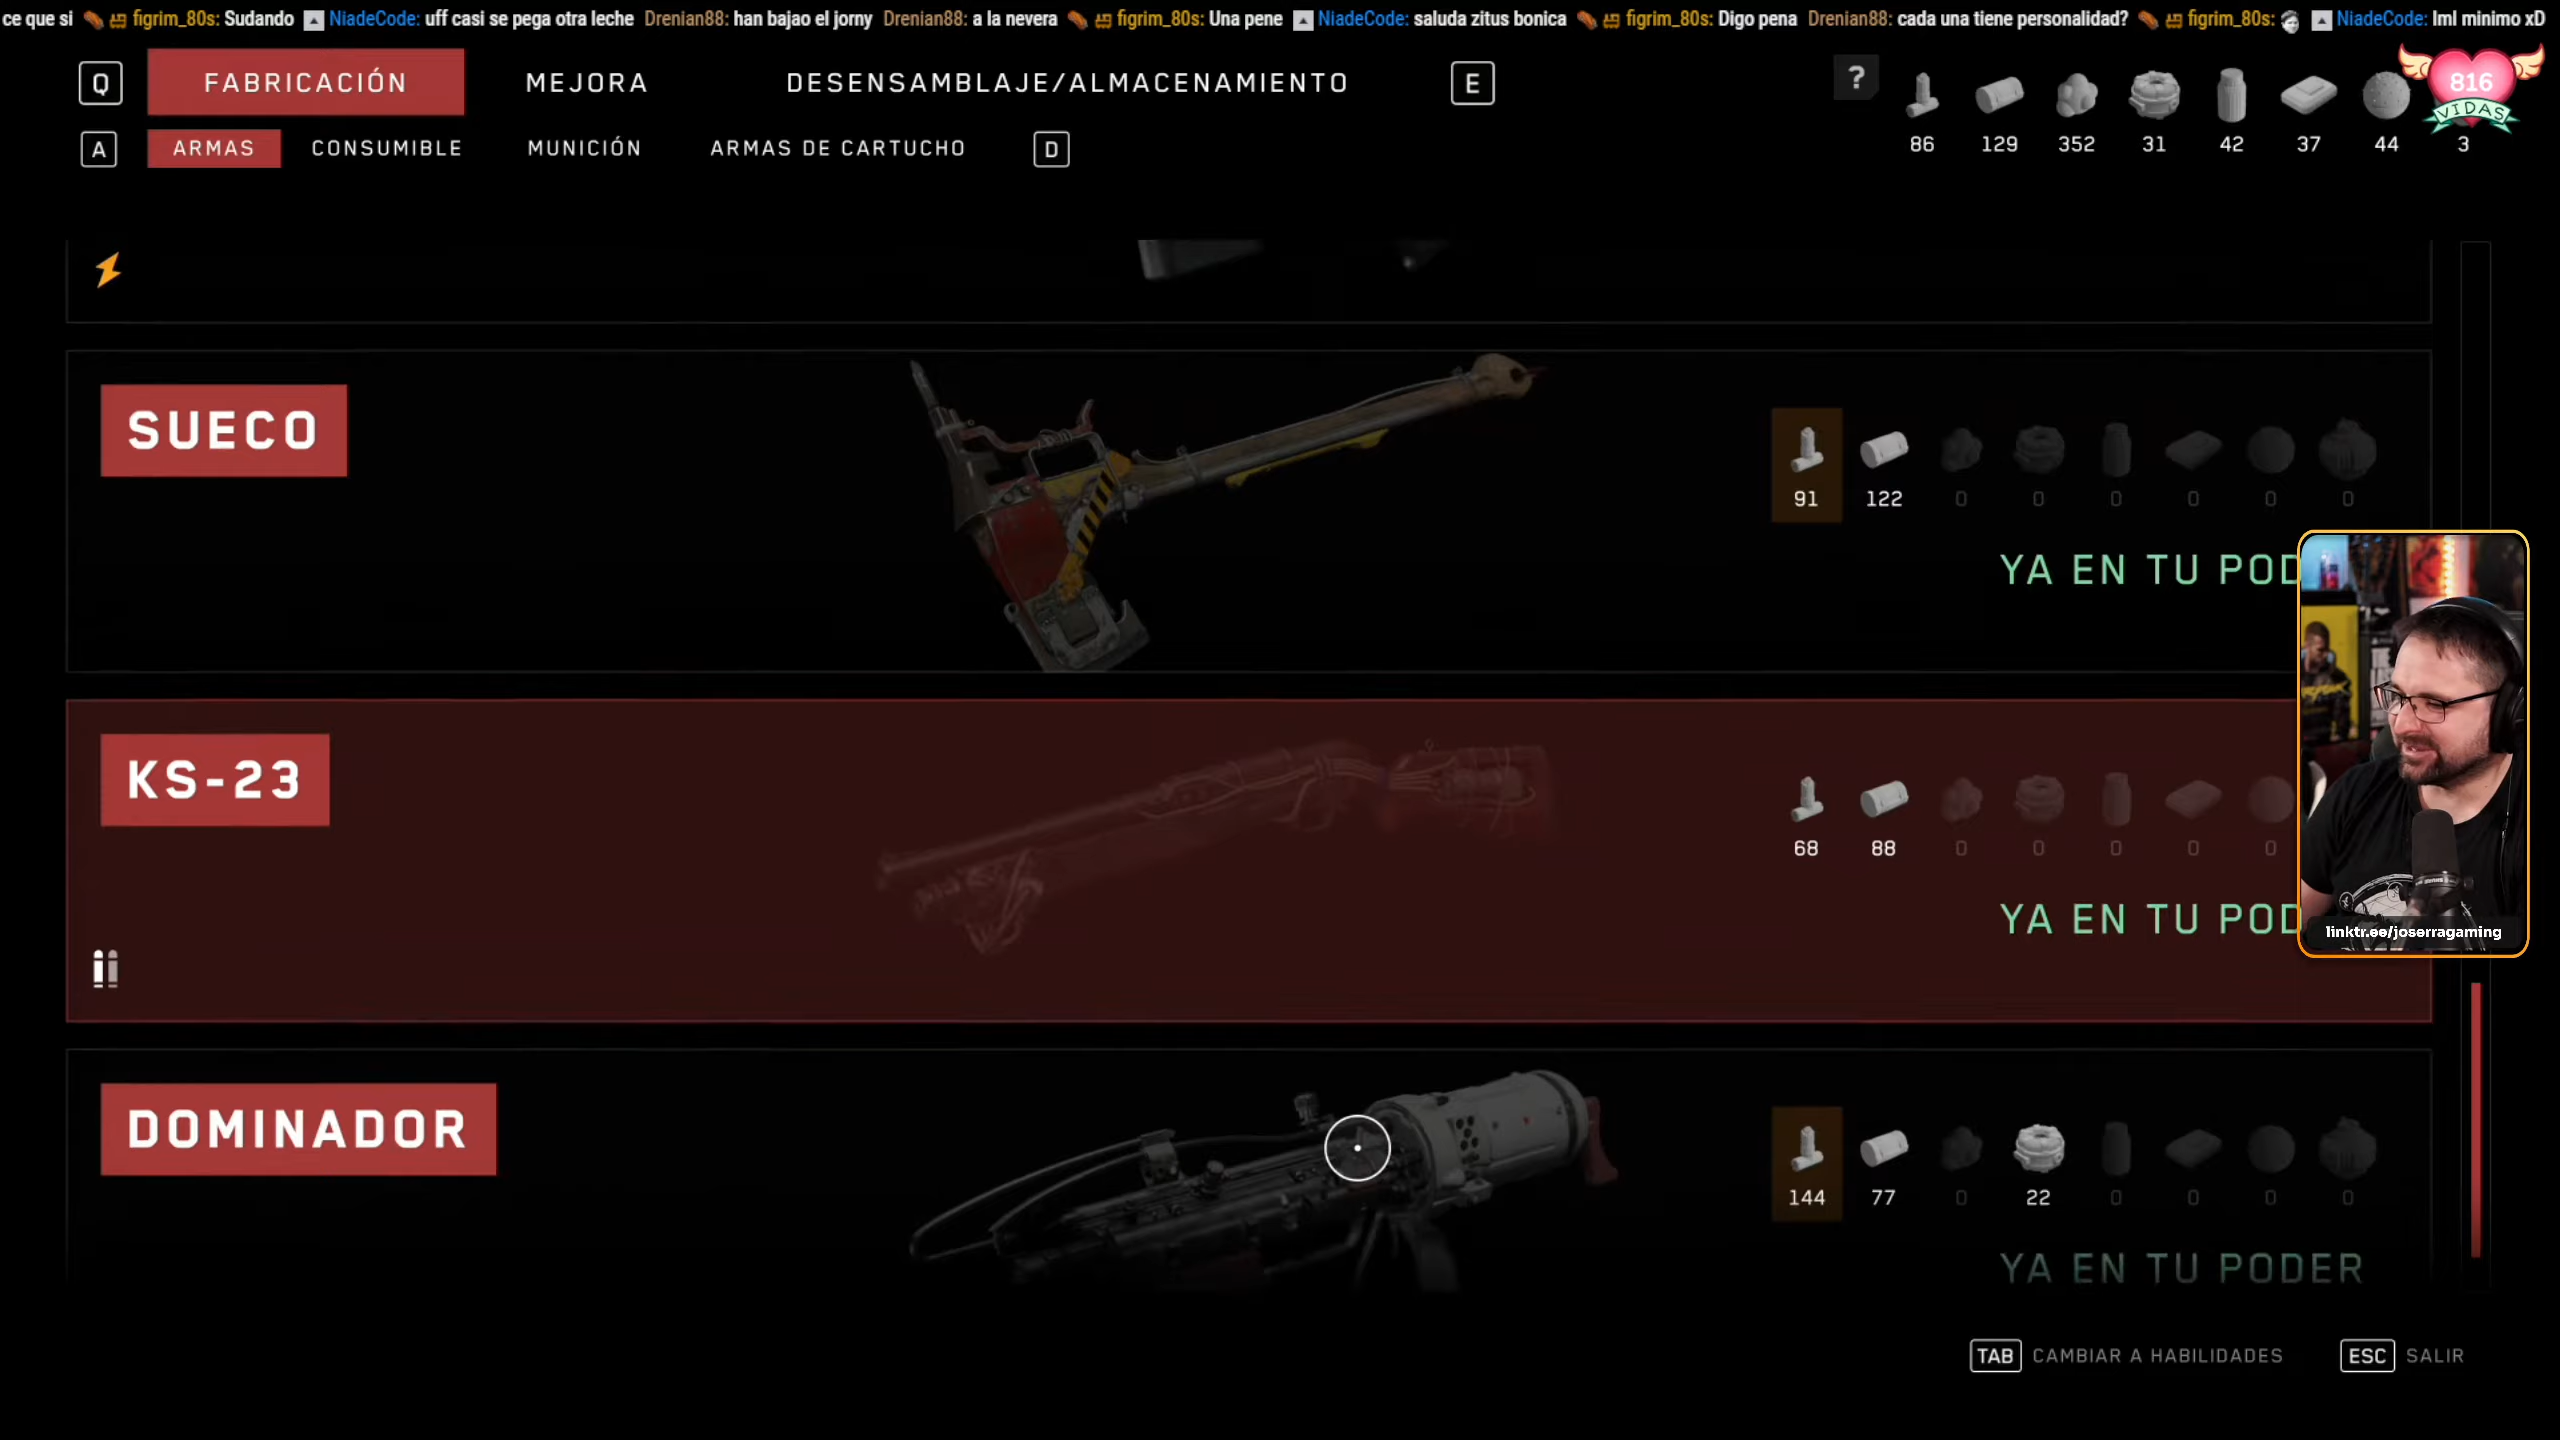 ce que si figrim_80s: Sudando NiadeCode: uff casi se pega otra leche Drenian88: han bajao el jorny Drenian88: a la nevera figrim_80s: Una pene NiadeCode: saluda zitus bonica figrim_80s: Digo pena Drenian88: cada una tiene personalidad? figrim_80s: NiadeCode: lml minimo xD
Q FABRICACIÓN MEJORA DESENSAMBLAJE/ALMACENAMIENTO E ?
816
VIDAS
86 129 352 31 42 37 44 3
A ARMAS CONSUMIBLE MUNICIÓN ARMAS DE CARTUCHO D
SUECO
91 122 0 0 0 0 0 0
YA EN TU POD
KS-23
68 88 0 0 0 0 0
YA EN TU POD
linktr.ee/joserragaming
DOMINADOR
144 77 0 22 0 0 0 0
YA EN TU PODER
TAB CAMBIAR A HABILIDADES ESC SALIR